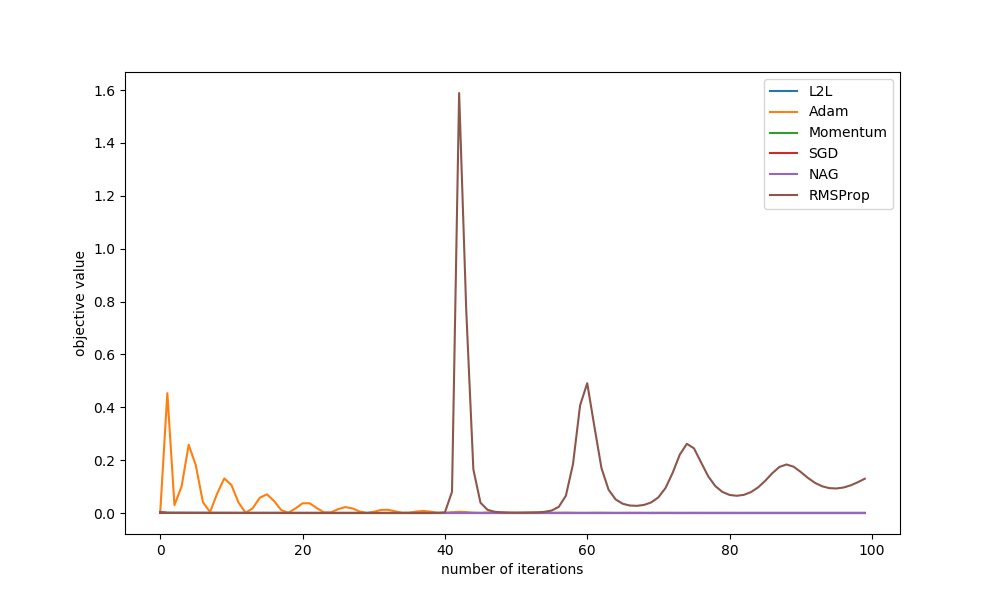 1.6
1.4
1.2
1.0
0.8
0.6
0.4
0.2
0.0
objective value
0 20 40 60 80 100
number of iterations
L2L
Adam
Momentum
SGD
NAG
RMSProp